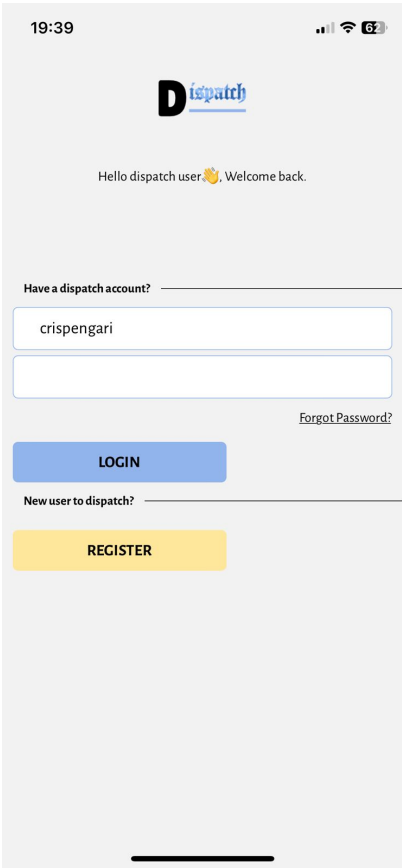 19:39
62
Dispatch
Hello dispatch user👋, Welcome back.
Have a dispatch account?
crispengari
Forgot Password?
LOGIN
New user to dispatch?
REGISTER